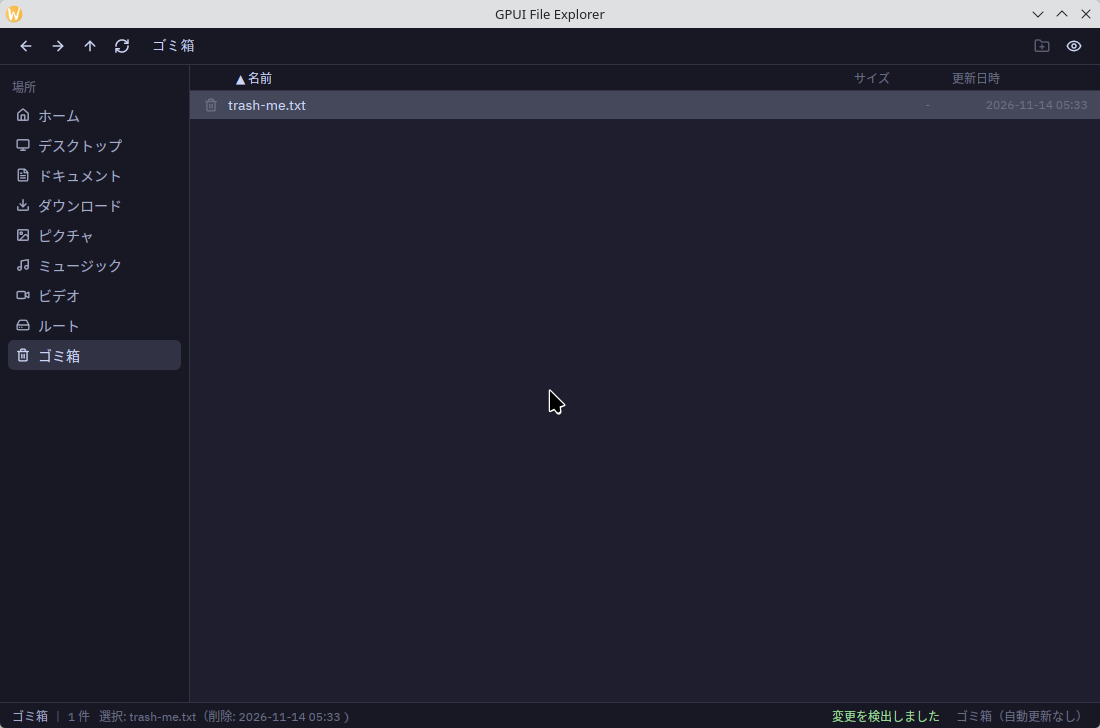 W GPUI File Explorer
ゴミ箱
場所
▲名前 サイズ 更新日時
trash-me.txt - 2026-11-14 05:33
ホーム
デスクトップ
ドキュメント
ダウンロード
ピクチャ
ミュージック
ビデオ
ルート
ゴミ箱
ゴミ箱 | 1 件 選択: trash-me.txt（削除: 2026-11-14 05:33 ） 変更を検出しました ゴミ箱（自動更新なし）